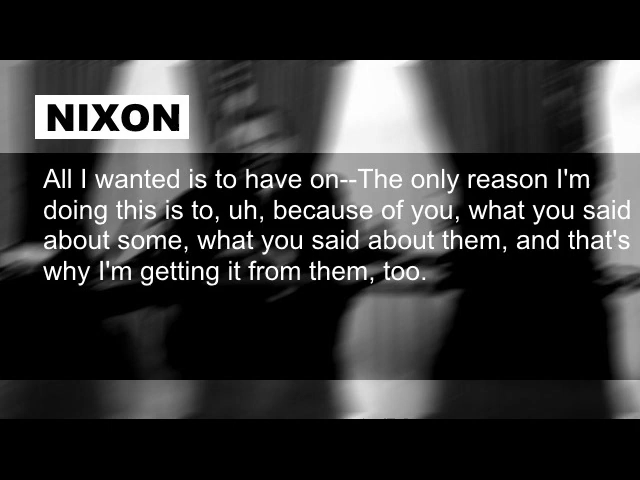 NIXON
All I wanted is to have on--The only reason I'm
doing this is to, uh, because of you, what you said
about some, what you said about them, and that's
why I'm getting it from them, too.